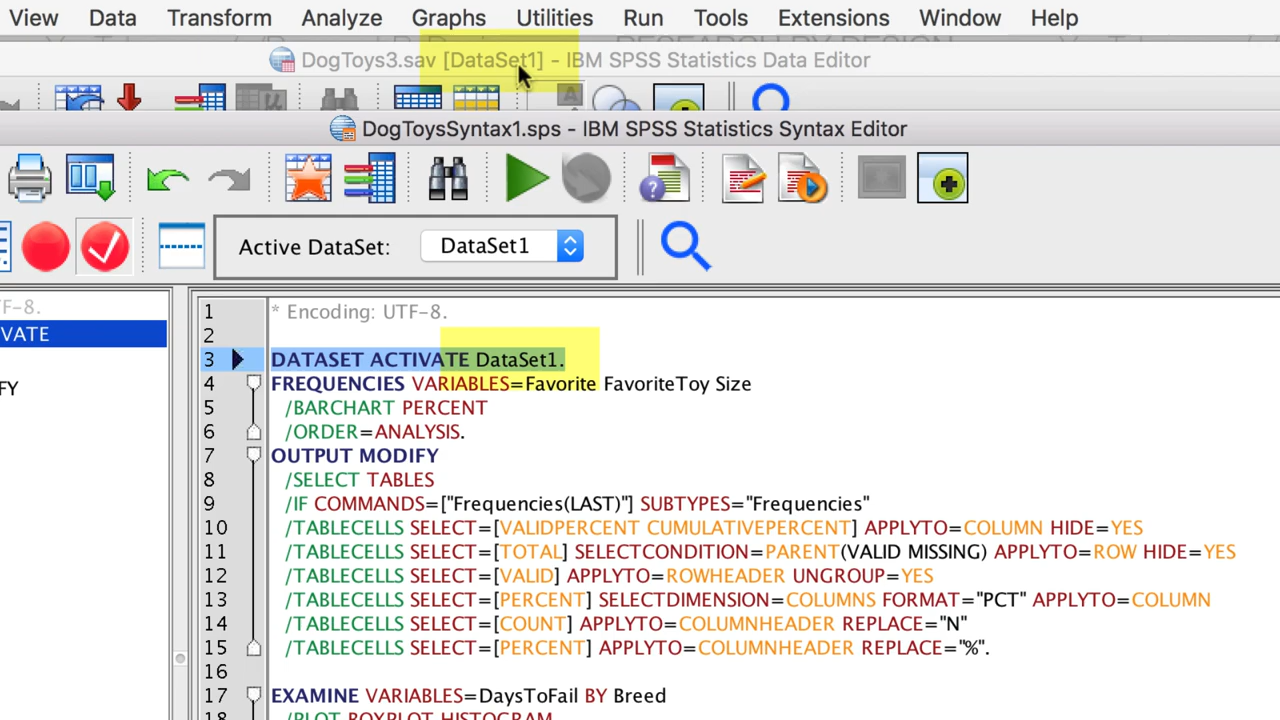 View Data Transform Analyze Graphs Utilities Run Tools Extensions Window Help
DogToys3.sav [DataSet1] - IBM SPSS Statistics Data Editor
A
DogToysSyntax1.sps - IBM SPSS Statistics Syntax Editor
Active DataSet: DataSet1
TF-8.
VATE
FY
1 * Encoding: UTF-8.
2
3 DATASET ACTIVATE DataSet1.
4 FREQUENCIES VARIABLES=Favorite FavoriteToy Size
5 /BARCHART PERCENT
6 /ORDER=ANALYSIS.
7 OUTPUT MODIFY
8 /SELECT TABLES
9 /IF COMMANDS=["Frequencies(LAST)"] SUBTYPES="Frequencies"
10 /TABLECELLS SELECT=[VALIDPERCENT CUMULATIVEPERCENT] APPLYTO=COLUMN HIDE=YES
11 /TABLECELLS SELECT=[TOTAL] SELECTCONDITION=PARENT(VALID MISSING) APPLYTO=ROW HIDE=YES
12 /TABLECELLS SELECT=[VALID] APPLYTO=ROWHEADER UNGROUP=YES
13 /TABLECELLS SELECT=[PERCENT] SELECTDIMENSION=COLUMNS FORMAT="PCT" APPLYTO=COLUMN
14 /TABLECELLS SELECT=[COUNT] APPLYTO=COLUMNHEADER REPLACE="N"
15 /TABLECELLS SELECT=[PERCENT] APPLYTO=COLUMNHEADER REPLACE="%".
16
17 EXAMINE VARIABLES=DaysToFail BY Breed
18 /PLOT BOXPLOT HISTOGRAM